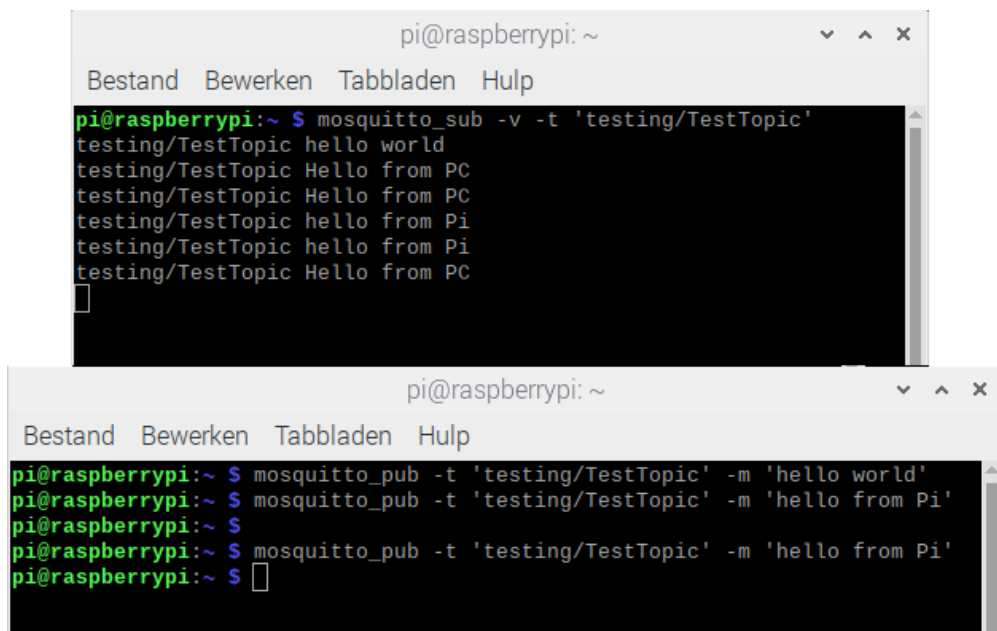 pi@raspberrypi: ~
Bestand Bewerken Tabbladen Hulp
pi@raspberrypi:~ $ mosquitto_sub -v -t 'testing/TestTopic'
testing/TestTopic hello world
testing/TestTopic Hello from PC
testing/TestTopic Hello from PC
testing/TestTopic hello from Pi
testing/TestTopic hello from Pi
testing/TestTopic Hello from PC
pi@raspberrypi: ~
Bestand Bewerken Tabbladen Hulp
pi@raspberrypi:~ $ mosquitto_pub -t 'testing/TestTopic' -m 'hello world'
pi@raspberrypi:~ $ mosquitto_pub -t 'testing/TestTopic' -m 'hello from Pi'
pi@raspberrypi:~ $
pi@raspberrypi:~ $ mosquitto_pub -t 'testing/TestTopic' -m 'hello from Pi'
pi@raspberrypi:~ $